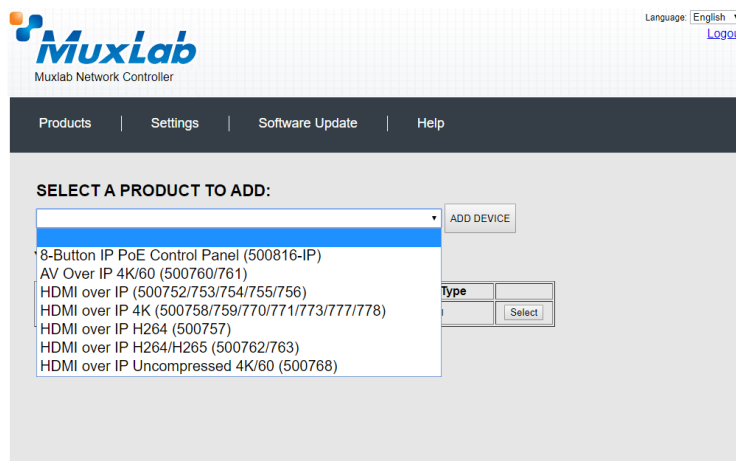 Language: English
Logou
MuxLab
Muxlab Network Controller
Products | Settings | Software Update | Help
SELECT A PRODUCT TO ADD:
ADD DEVICE
8-Button IP PoE Control Panel (500816-IP)
AV Over IP 4K/60 (500760/761)
HDMI over IP (500752/753/754/755/756)
Type
HDMI over IP 4K (500758/759/770/771/773/777/778)
Select
HDMI over IP H264 (500757)
HDMI over IP H264/H265 (500762/763)
HDMI over IP Uncompressed 4K/60 (500768)